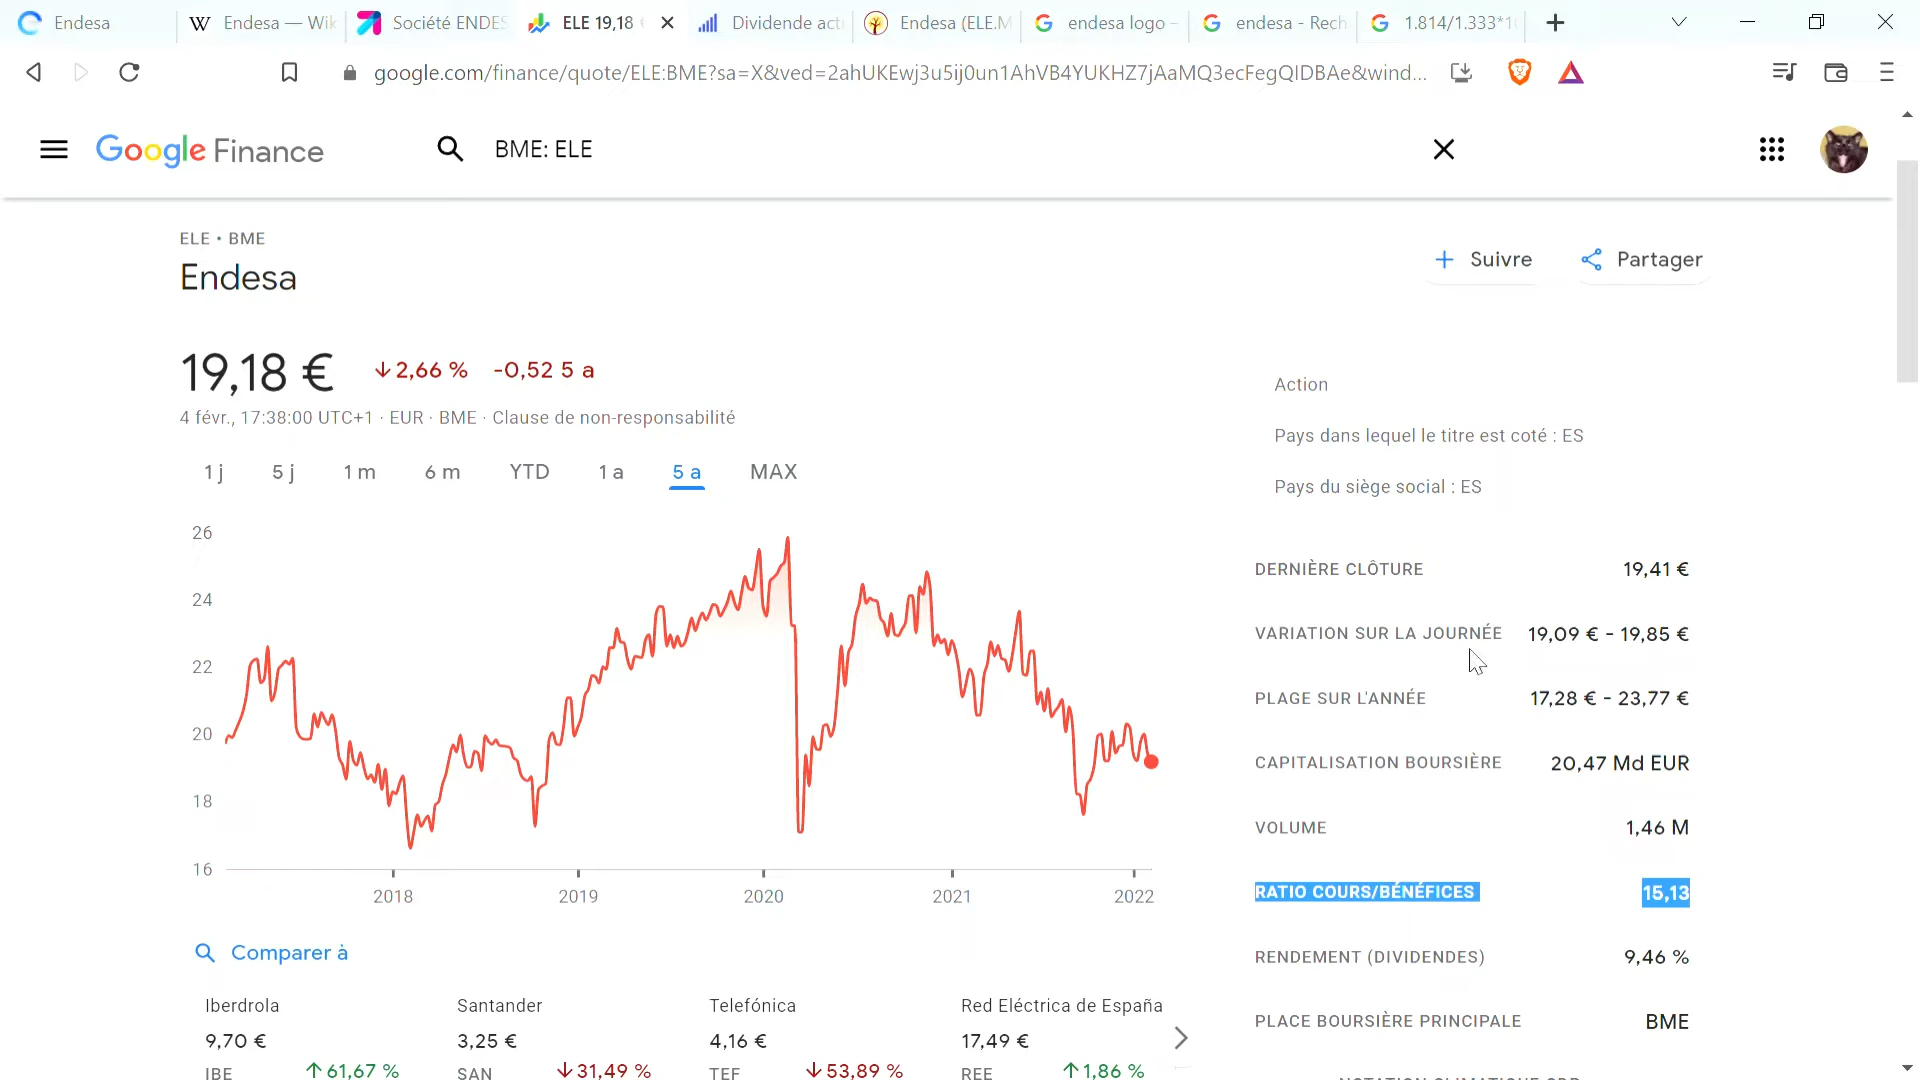 Endesa
Endesa — Wik
Société ENDES
ELE 19,18
Dividende acti
Endesa (ELE.M
endesa logo -
endesa - Rech
1.814/1.333*1
google.com/finance/quote/ELE:BME?sa=X&ved=2ahUKEwj3u5ij0un1AhVB4YUKHZ7jAaMQ3ecFegQIDBAe&wind...
Google Finance
BME: ELE
ELE • BME
Endesa
Suivre
Partager
19,18 €
↓2,66 %
-0,52 5 a
4 févr., 17:38:00 UTC+1 · EUR · BME · Clause de non-responsabilité
1 j
5 j
1 m
6 m
YTD
1 a
5 a
MAX
26
24
22
20
18
16
2018
2019
2020
2021
2022
Action
Pays dans lequel le titre est coté : ES
Pays du siège social : ES
DERNIÈRE CLÔTURE 19,41 €
VARIATION SUR LA JOURNÉE 19,09 € - 19,85 €
PLAGE SUR L'ANNÉE 17,28 € - 23,77 €
CAPITALISATION BOURSIÈRE 20,47 Md EUR
VOLUME 1,46 M
RATIO COURS/BÉNÉFICES 15,13
RENDEMENT (DIVIDENDES) 9,46 %
PLACE BOURSIÈRE PRINCIPALE BME
Comparer à
Iberdrola
9,70 €
IBE ↑61,67 %
Santander
3,25 €
SAN ↓31,49 %
Telefónica
4,16 €
TEF ↓53,89 %
Red Eléctrica de España
17,49 €
REE ↑1,86 %